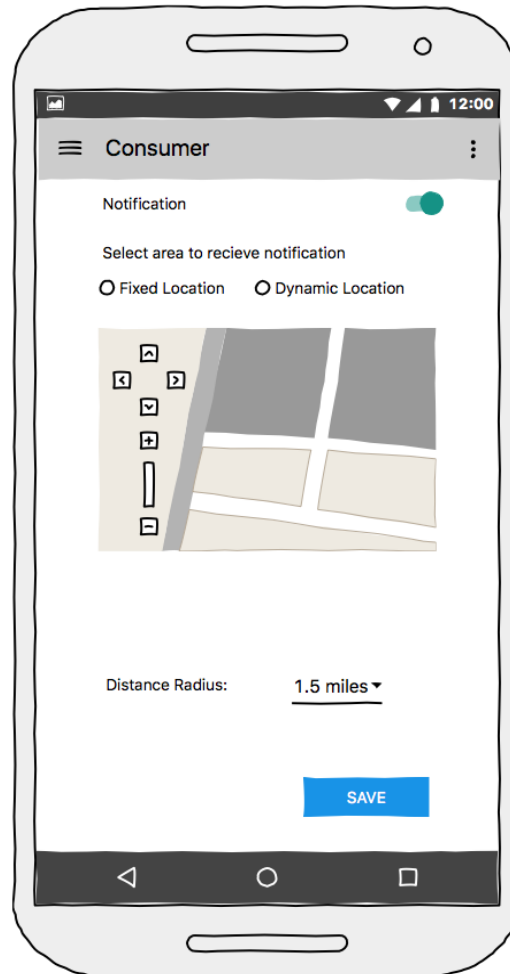 12:00
Consumer
Notification
Select area to recieve notification
Fixed Location Dynamic Location
Distance Radius: 1.5 miles
SAVE